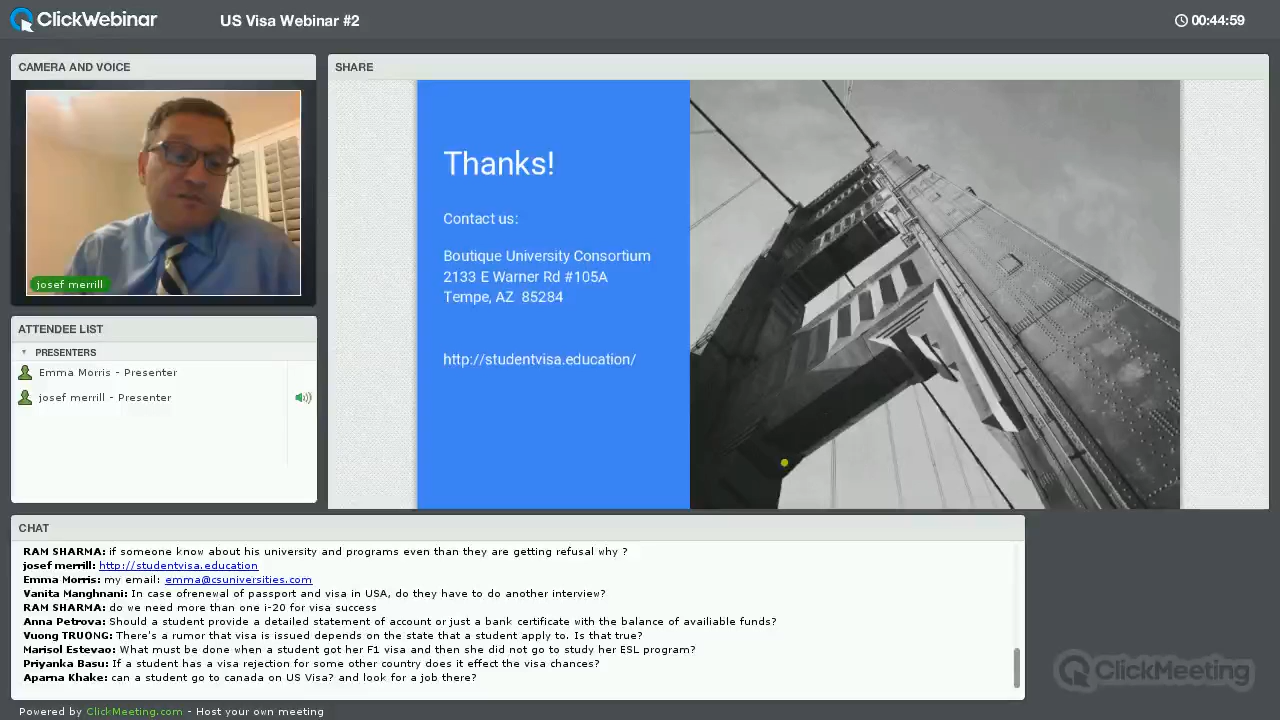 ClickWebinar
US Visa Webinar #2
00:44:59
CAMERA AND VOICE
josef merrill
ATTENDEE LIST
PRESENTERS
Emma Morris - Presenter
josef merrill - Presenter
SHARE
Thanks!
Contact us:
Boutique University Consortium
2133 E Warner Rd #105A
Tempe, AZ 85284
http://studentvisa.education/
CHAT
RAM SHARMA: if someone know about his university and programs even than they are getting refusal why ?
josef merrill: http://studentvisa.education
Emma Morris: my email: emma@csuniversities.com
Vanita Manghnani: In case ofrenewal of passport and visa in USA, do they have to do another interview?
RAM SHARMA: do we need more than one i-20 for visa success
Anna Petrova: Should a student provide a detailed statement of account or just a bank certificate with the balance of availiable funds?
Vuong TRUONG: There's a rumor that visa is issued depends on the state that a student apply to. Is that true?
Marisol Estevao: What must be done when a student got her F1 visa and then she did not go to study her ESL program?
Priyanka Basu: If a student has a visa rejection for some other country does it effect the visa chances?
Aparna Khake: can a student go to canada on US Visa? and look for a job there?
ClickMeeting
Powered by ClickMeeting.com - Host your own meeting